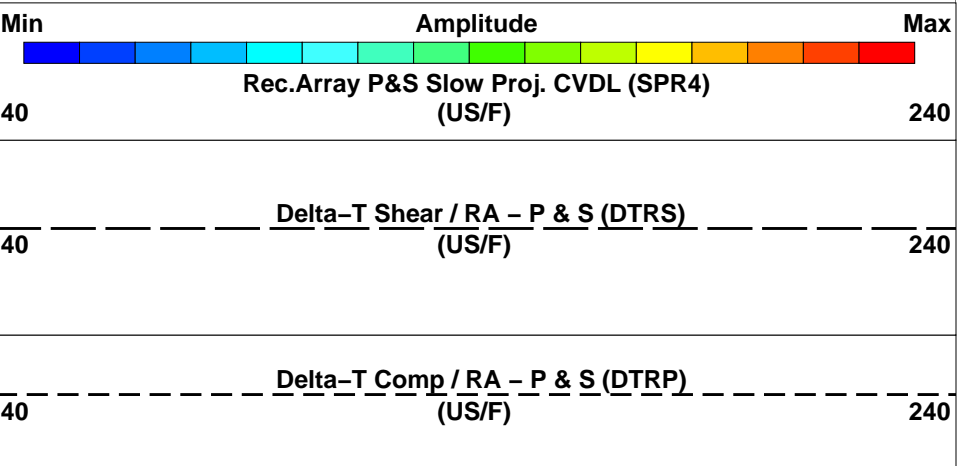 Min Amplitude Max
Rec.Array P&S Slow Proj. CVDL (SPR4)
40 (US/F) 240
Delta−T Shear / RA − P & S (DTRS)
40 (US/F) 240
Delta−T Comp / RA − P & S (DTRP)
40 (US/F) 240